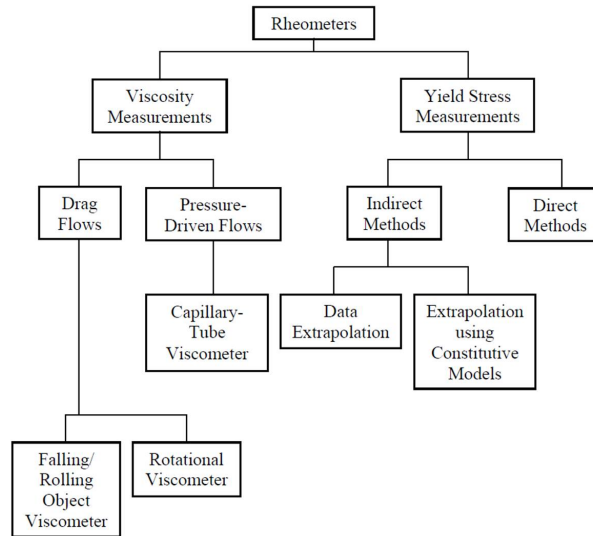 Rheometers
Viscosity
Measurements
Yield Stress
Measurements
Drag
Flows
Pressure-
Driven Flows
Indirect
Methods
Direct
Methods
Capillary-
Tube
Viscometer
Data
Extrapolation
Extrapolation
using
Constitutive
Models
Falling/
Rolling
Object
Viscometer
Rotational
Viscometer